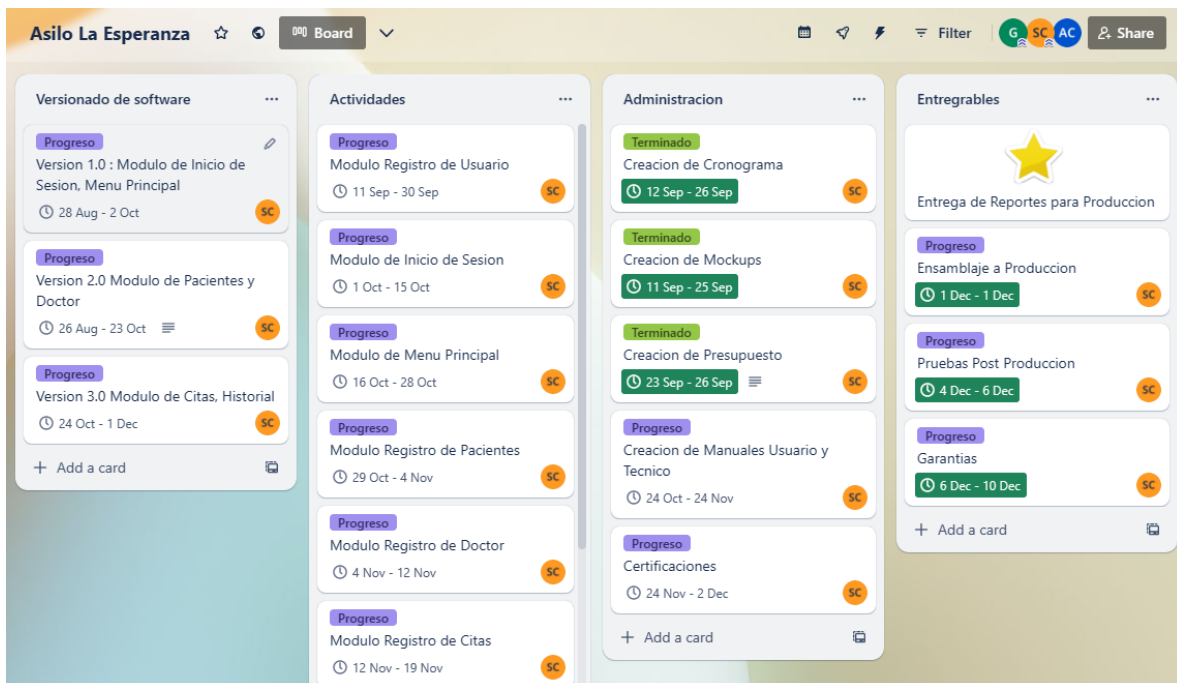 Asilo La Esperanza
Board
Filter
G
SC
AC
Share
Versionado de software
Progreso
Version 1.0 : Modulo de Inicio de
Sesion, Menu Principal
28 Aug - 2 Oct
SC
Progreso
Version 2.0 Modulo de Pacientes y
Doctor
26 Aug - 23 Oct
SC
Progreso
Version 3.0 Modulo de Citas, Historial
24 Oct - 1 Dec
SC
+ Add a card
Actividades
Progreso
Modulo Registro de Usuario
11 Sep - 30 Sep
SC
Progreso
Modulo de Inicio de Sesion
1 Oct - 15 Oct
SC
Progreso
Modulo de Menu Principal
16 Oct - 28 Oct
SC
Progreso
Modulo Registro de Pacientes
29 Oct - 4 Nov
SC
Progreso
Modulo Registro de Doctor
4 Nov - 12 Nov
SC
Progreso
Modulo Registro de Citas
12 Nov - 19 Nov
SC
Administracion
Terminado
Creacion de Cronograma
12 Sep - 26 Sep
SC
Terminado
Creacion de Mockups
11 Sep - 25 Sep
SC
Terminado
Creacion de Presupuesto
23 Sep - 26 Sep
SC
Progreso
Creacion de Manuales Usuario y
Tecnico
24 Oct - 24 Nov
SC
Progreso
Certificaciones
24 Nov - 2 Dec
SC
+ Add a card
Entregrables
Entrega de Reportes para Produccion
Progreso
Ensamblaje a Produccion
1 Dec - 1 Dec
SC
Progreso
Pruebas Post Produccion
4 Dec - 6 Dec
SC
Progreso
Garantias
6 Dec - 10 Dec
SC
+ Add a card